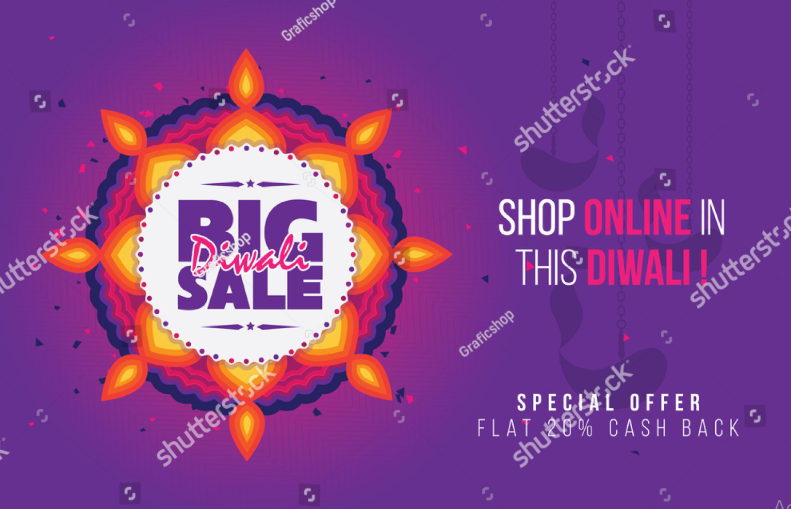 BIG
Diwali
SALE
SHOP ONLINE IN
THIS DIWALI !
SPECIAL OFFER
FLAT 20% CASH BACK
Graficshop
Graficshop
Graficshop
shutterstock
shutterstock
shutterstock
shutterstock
shutterstock
shutterstock